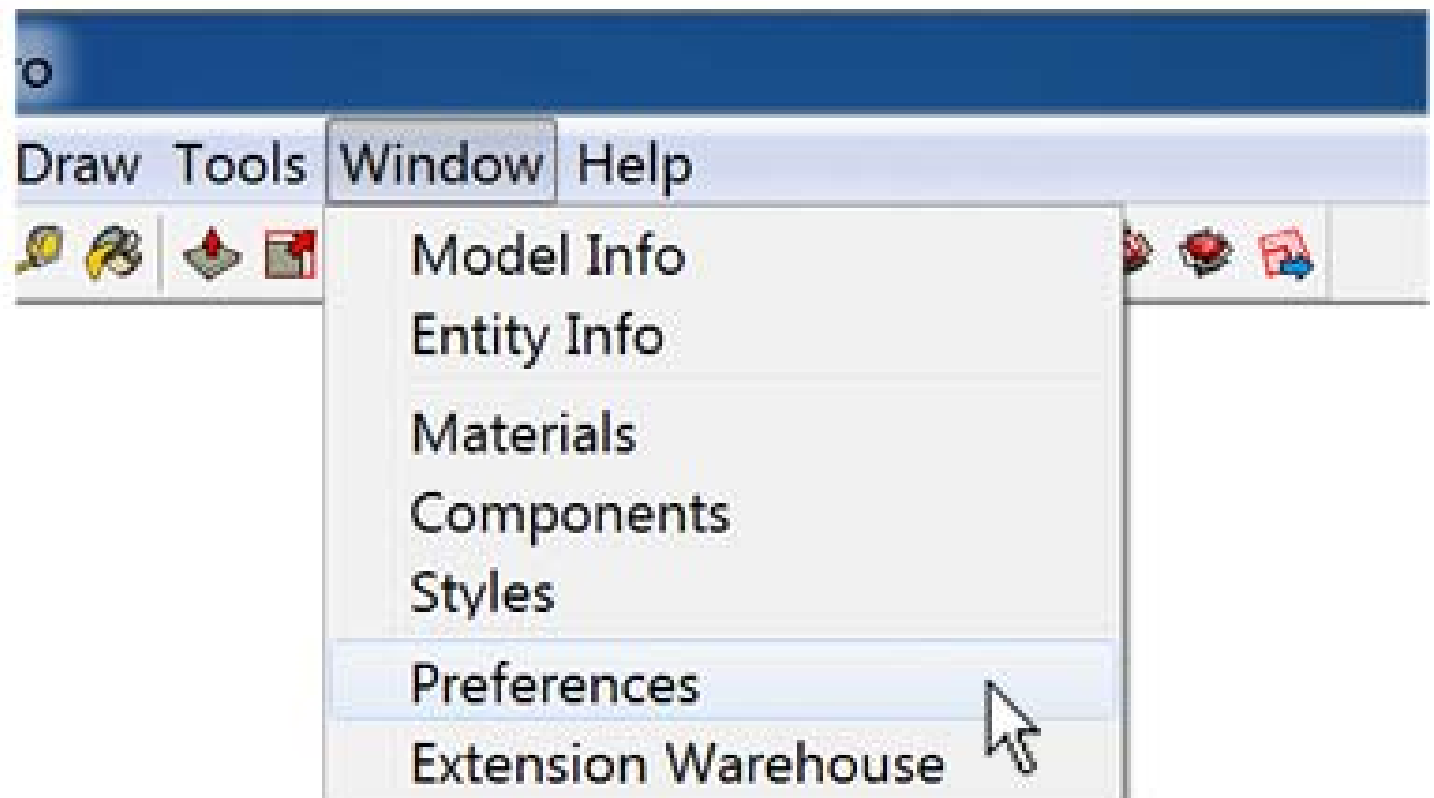 ro
Draw Tools Window Help
Model Info
Entity Info
Materials
Components
Styles
Preferences
Extension Warehouse